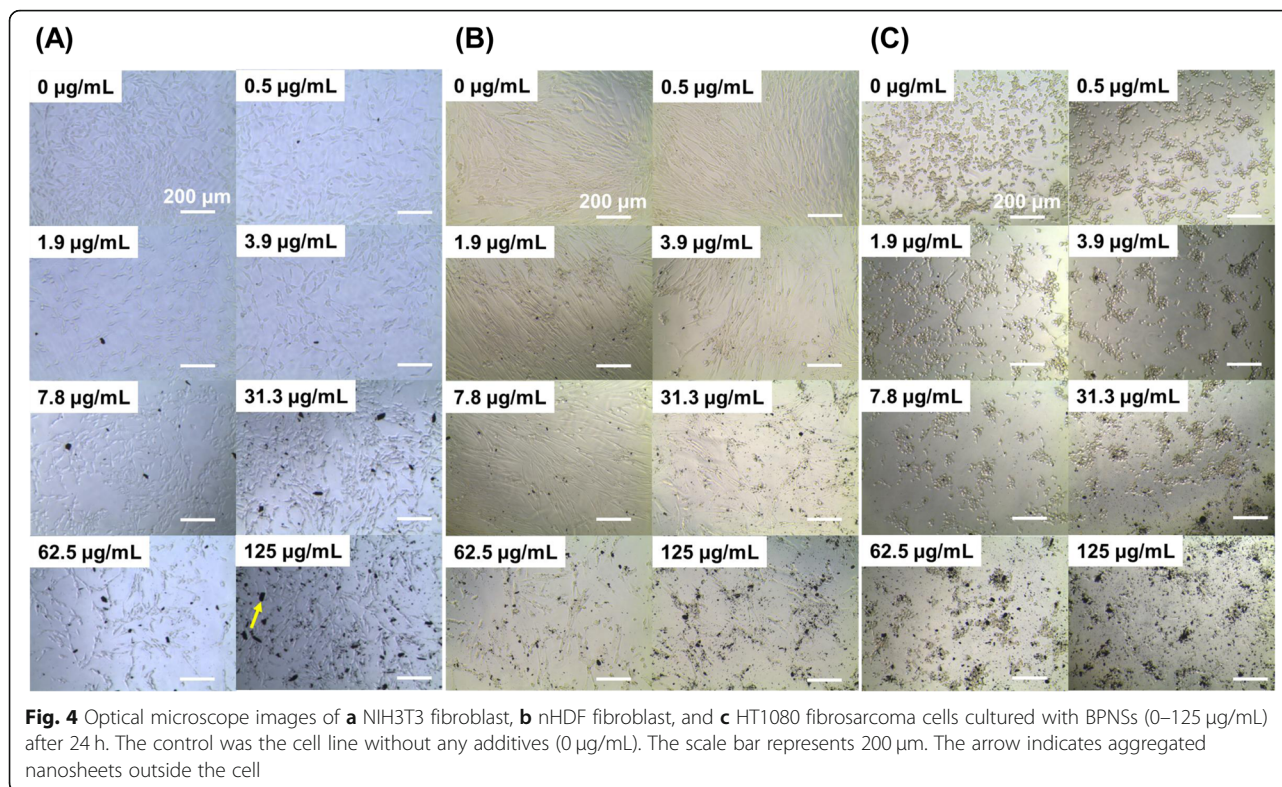 (A) (B) (C)
0 µg/mL 0.5 µg/mL 0 µg/mL 0.5 µg/mL 0 µg/mL 0.5 µg/mL
200 µm 200 µm 200 µm
1.9 µg/mL 3.9 µg/mL 1.9 µg/mL 3.9 µg/mL 1.9 µg/mL 3.9 µg/mL
7.8 µg/mL 31.3 µg/mL 7.8 µg/mL 31.3 µg/mL 7.8 µg/mL 31.3 µg/mL
62.5 µg/mL 125 µg/mL 62.5 µg/mL 125 µg/mL 62.5 µg/mL 125 µg/mL
Fig. 4 Optical microscope images of a NIH3T3 fibroblast, b nHDF fibroblast, and c HT1080 fibrosarcoma cells cultured with BPNSs (0–125 µg/mL)
after 24 h. The control was the cell line without any additives (0 µg/mL). The scale bar represents 200 µm. The arrow indicates aggregated
nanosheets outside the cell